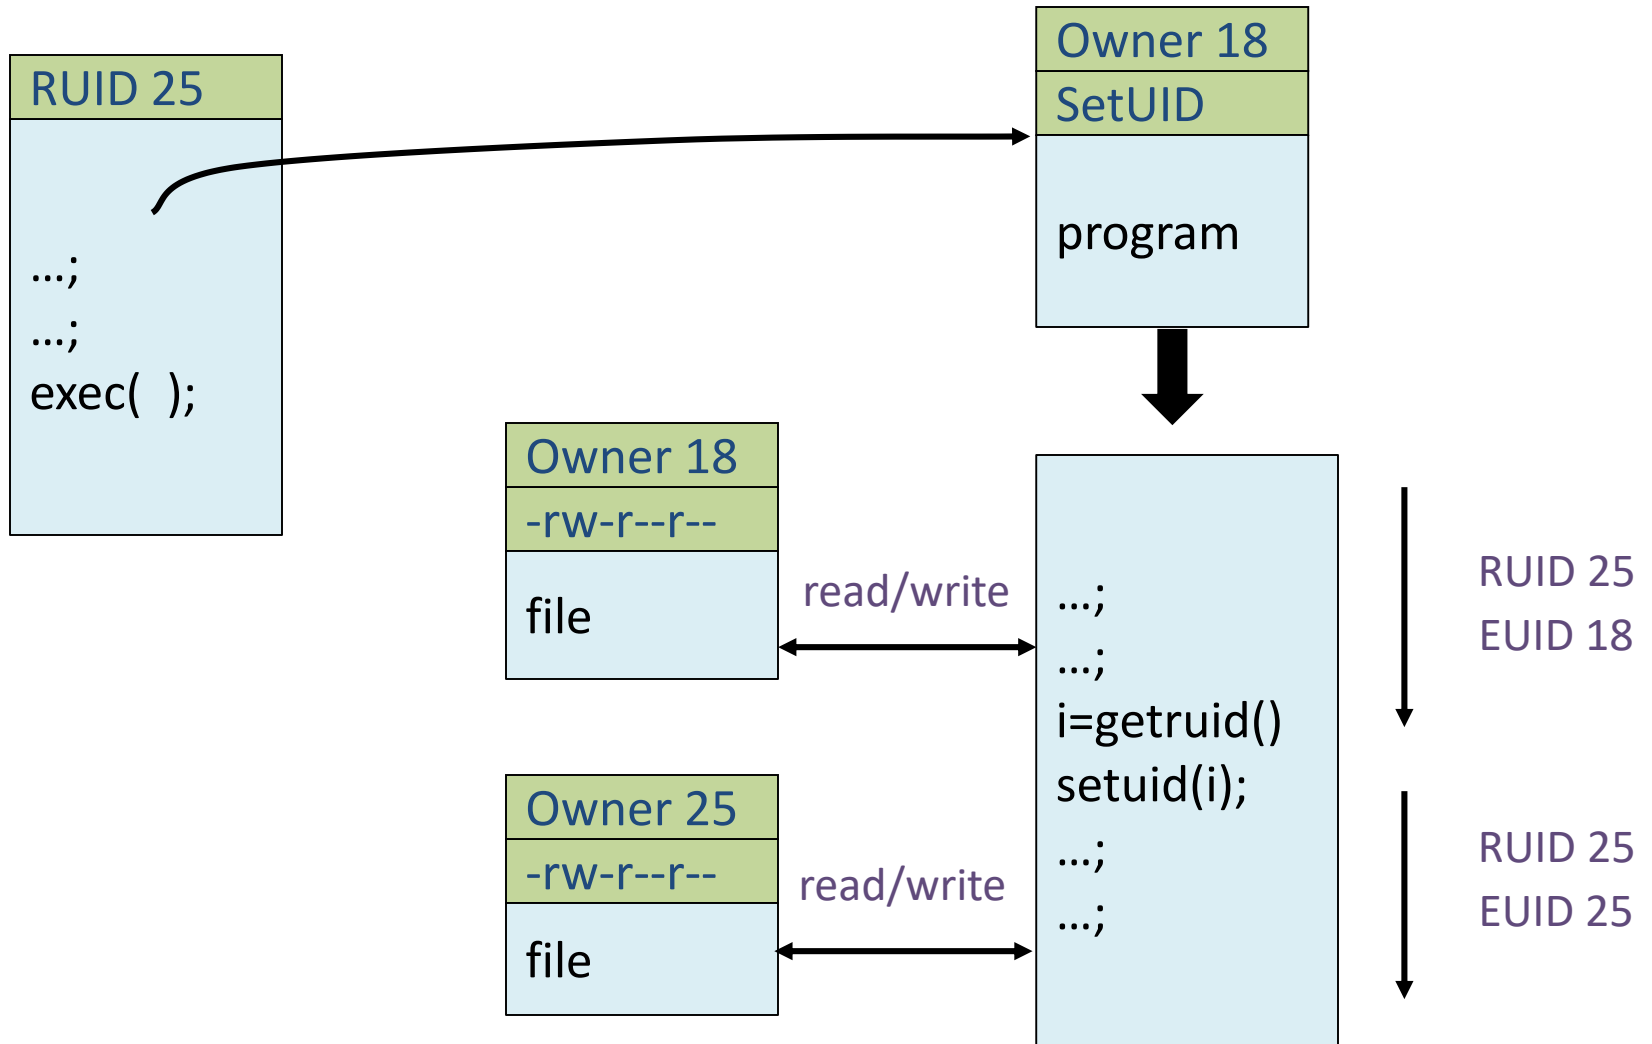 RUID 25
…;
…;
exec(  );
Owner 18
SetUID
program
Owner 18
-rw-r--r--
file
read/write
Owner 25
-rw-r--r--
file
read/write
…;
…;
i=getruid()
setuid(i);
…;
…;
RUID 25
EUID 18
RUID 25
EUID 25